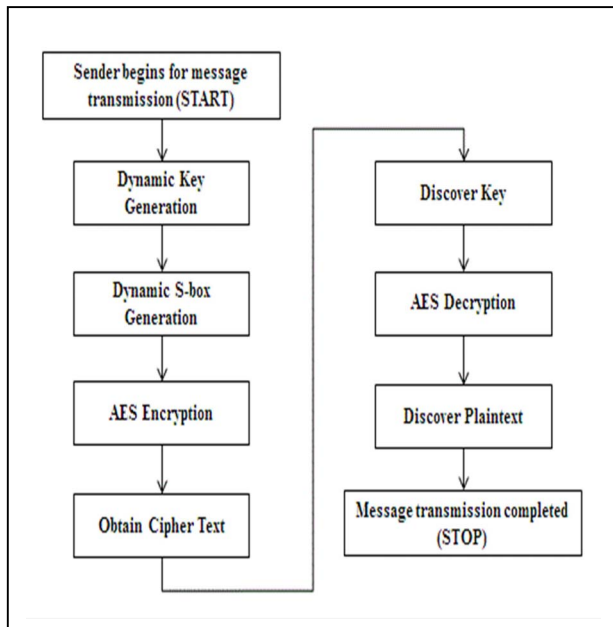 Sender begins for message
transmission (START)
Dynamic Key
Generation
Dynamic S-box
Generation
AES Encryption
Obtain Cipher Text
Discover Key
AES Decryption
Discover Plaintext
Message transmission completed
(STOP)